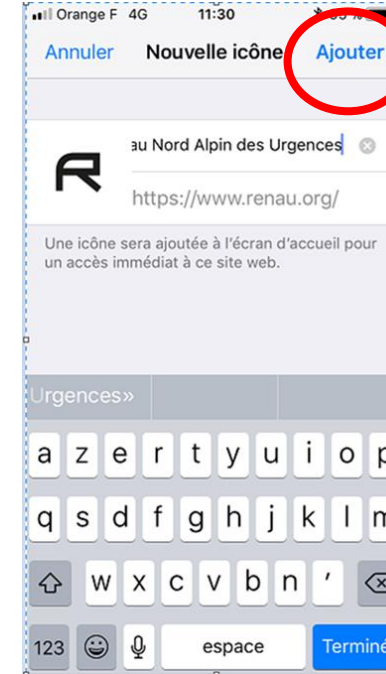 Orange F 4G 11:30
Annuler Nouvelle icône Ajouter
au Nord Alpin des Urgences
https://www.renau.org/
Une icône sera ajoutée à l'écran d'accueil pour
un accès immédiat à ce site web.
Urgences»
a z e r t y u i o p
q s d f g h j k l m
w x c v b n ’
123 espace Terminé